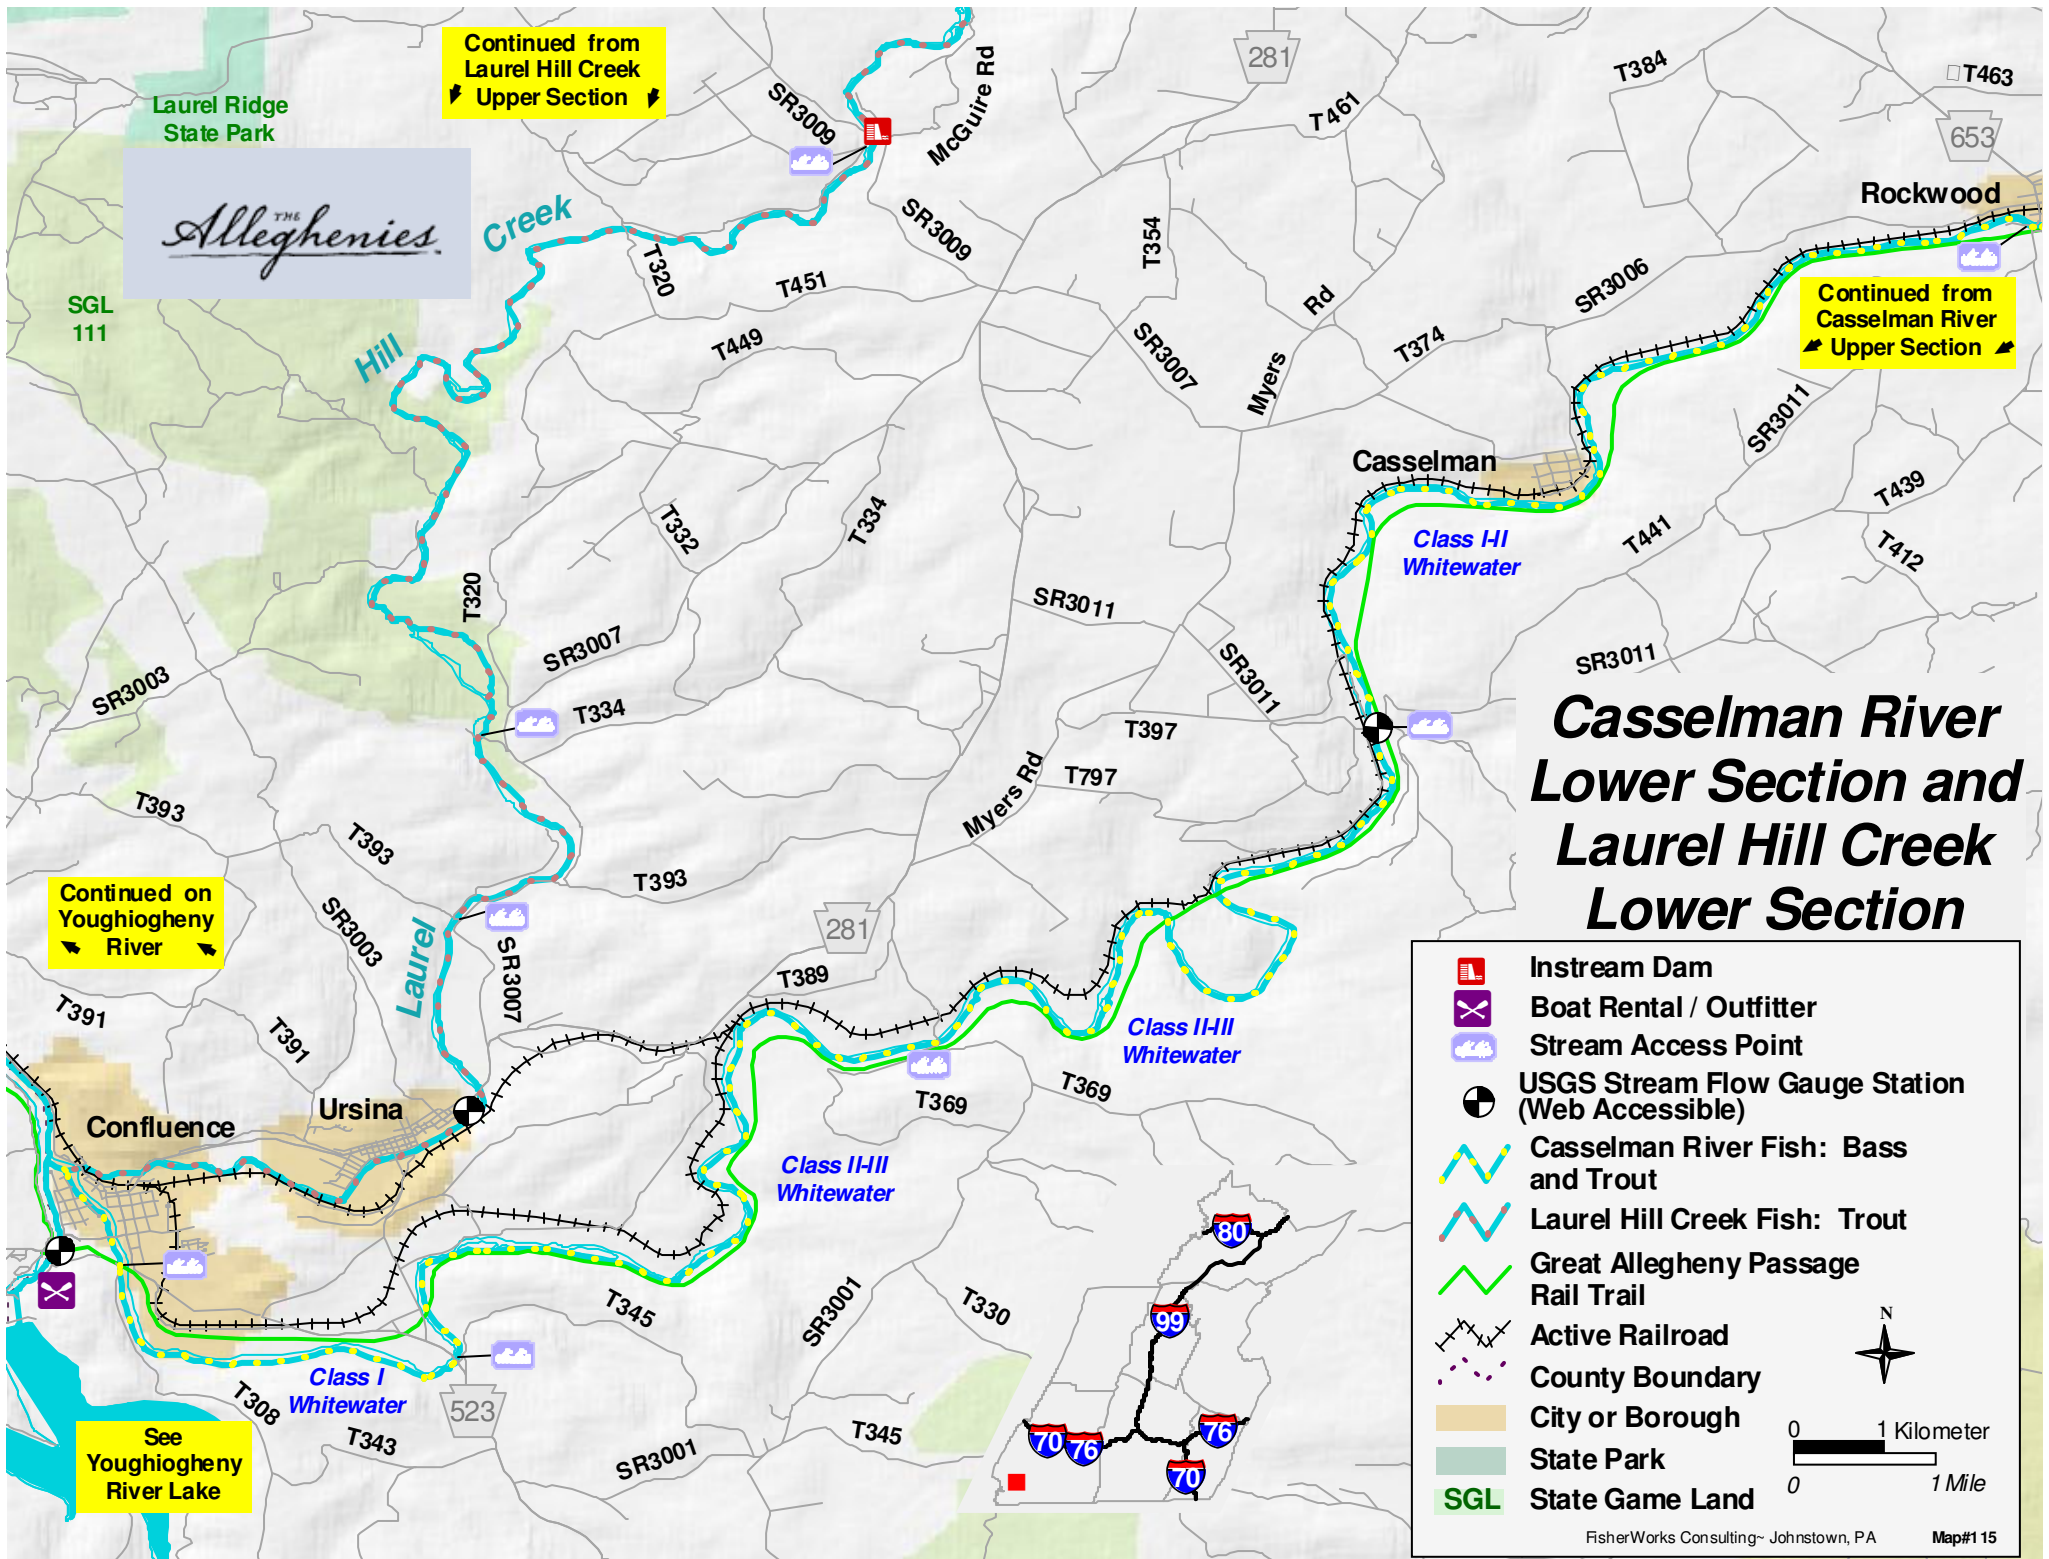 Continued from
Laurel Hill Creek
Upper Section
281
T384
T463
Laurel Ridge
State Park
SR3009
McGuire Rd
T461
653
THE
Alleghenies
Rockwood
Creek
SR3009
T354
T320
T451
SR3006
Rd
SGL
111
Continued from
Casselman River
Upper Section
Hill
T449
SR3007
T374
Myers
SR3011
Casselman
T439
T332
T334
Class I-II
Whitewater
T441
T412
T320
SR3011
SR3007
SR3011
SR3011
SR3003
T334
T397
Casselman River
Lower Section and
Laurel Hill Creek
Lower Section
T797
Myers Rd
T393
T393
T393
Continued on
Youghiogheny
River
SR3003
Laurel
SR3007
281
T389
T391
T391
Class II-III
Whitewater
T369
T369
Ursina
Confluence
Class II-III
Whitewater
T345
SR3001
T330
Class I
Whitewater
T308
523
T343
T345
SR3001
See
Youghiogheny
River Lake
80
99
70
76
76
70
Instream Dam
Boat Rental / Outfitter
Stream Access Point
USGS Stream Flow Gauge Station
(Web Accessible)
Casselman River Fish: Bass
and Trout
Laurel Hill Creek Fish: Trout
Great Allegheny Passage
Rail Trail
Active Railroad
County Boundary
City or Borough
State Park
SGL State Game Land
N
0 1 Kilometer
0 1 Mile
FisherWorks Consulting~ Johnstown, PA Map#115